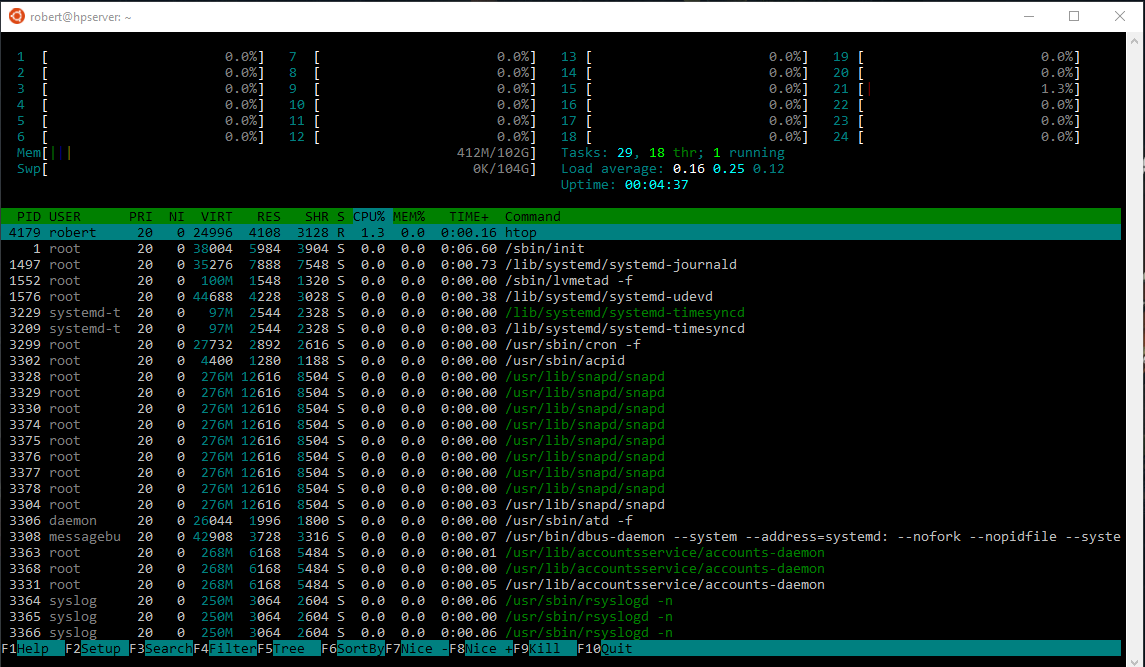 robert@hpserver: ~
1 [ 0.0%] 7 [ 0.0%] 13 [ 0.0%] 19 [ 0.0%]
2 [ 0.0%] 8 [ 0.0%] 14 [ 0.0%] 20 [ 0.0%]
3 [ 0.0%] 9 [ 0.0%] 15 [ 0.0%] 21 [| 1.3%]
4 [ 0.0%] 10 [ 0.0%] 16 [ 0.0%] 22 [ 0.0%]
5 [ 0.0%] 11 [ 0.0%] 17 [ 0.0%] 23 [ 0.0%]
6 [ 0.0%] 12 [ 0.0%] 18 [ 0.0%] 24 [ 0.0%]
Mem[||| 412M/102G] Tasks: 29, 18 thr; 1 running
Swp[ 0K/104G] Load average: 0.16 0.25 0.12
Uptime: 00:04:37
PID USER PRI NI VIRT RES SHR S CPU% MEM% TIME+ Command
4179 robert 20 0 24996 4108 3128 R 1.3 0.0 0:00.16 htop
1 root 20 0 38004 5984 3904 S 0.0 0.0 0:06.60 /sbin/init
1497 root 20 0 35276 7888 7548 S 0.0 0.0 0:00.73 /lib/systemd/systemd-journald
1552 root 20 0 100M 1548 1320 S 0.0 0.0 0:00.00 /sbin/lvmetad -f
1576 root 20 0 44688 4228 3028 S 0.0 0.0 0:00.38 /lib/systemd/systemd-udevd
3229 systemd-t 20 0 97M 2544 2328 S 0.0 0.0 0:00.00 /lib/systemd/systemd-timesyncd
3209 systemd-t 20 0 97M 2544 2328 S 0.0 0.0 0:00.03 /lib/systemd/systemd-timesyncd
3299 root 20 0 27732 2892 2616 S 0.0 0.0 0:00.00 /usr/sbin/cron -f
3302 root 20 0 4400 1280 1188 S 0.0 0.0 0:00.00 /usr/sbin/acpid
3328 root 20 0 276M 12616 8504 S 0.0 0.0 0:00.00 /usr/lib/snapd/snapd
3329 root 20 0 276M 12616 8504 S 0.0 0.0 0:00.00 /usr/lib/snapd/snapd
3330 root 20 0 276M 12616 8504 S 0.0 0.0 0:00.00 /usr/lib/snapd/snapd
3374 root 20 0 276M 12616 8504 S 0.0 0.0 0:00.00 /usr/lib/snapd/snapd
3375 root 20 0 276M 12616 8504 S 0.0 0.0 0:00.00 /usr/lib/snapd/snapd
3376 root 20 0 276M 12616 8504 S 0.0 0.0 0:00.00 /usr/lib/snapd/snapd
3377 root 20 0 276M 12616 8504 S 0.0 0.0 0:00.00 /usr/lib/snapd/snapd
3378 root 20 0 276M 12616 8504 S 0.0 0.0 0:00.00 /usr/lib/snapd/snapd
3304 root 20 0 276M 12616 8504 S 0.0 0.0 0:00.03 /usr/lib/snapd/snapd
3306 daemon 20 0 26044 1996 1800 S 0.0 0.0 0:00.00 /usr/sbin/atd -f
3308 messagebu 20 0 42908 3728 3316 S 0.0 0.0 0:00.07 /usr/bin/dbus-daemon --system --address=systemd: --nofork --nopidfile --syste
3363 root 20 0 268M 6168 5484 S 0.0 0.0 0:00.01 /usr/lib/accountsservice/accounts-daemon
3368 root 20 0 268M 6168 5484 S 0.0 0.0 0:00.00 /usr/lib/accountsservice/accounts-daemon
3331 root 20 0 268M 6168 5484 S 0.0 0.0 0:00.05 /usr/lib/accountsservice/accounts-daemon
3364 syslog 20 0 250M 3064 2604 S 0.0 0.0 0:00.06 /usr/sbin/rsyslogd -n
3365 syslog 20 0 250M 3064 2604 S 0.0 0.0 0:00.00 /usr/sbin/rsyslogd -n
3366 syslog 20 0 250M 3064 2604 S 0.0 0.0 0:00.06 /usr/sbin/rsyslogd -n
F1Help F2Setup F3SearchF4FilterF5Tree F6SortByF7Nice -F8Nice +F9Kill F10Quit